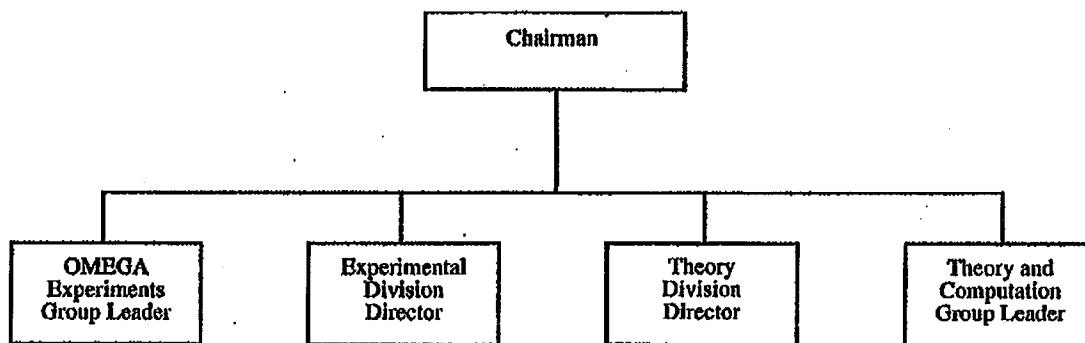 Chairman
OMEGA
Experiments
Group Leader
Experimental
Division
Director
Theory
Division
Director
Theory and
Computation
Group Leader